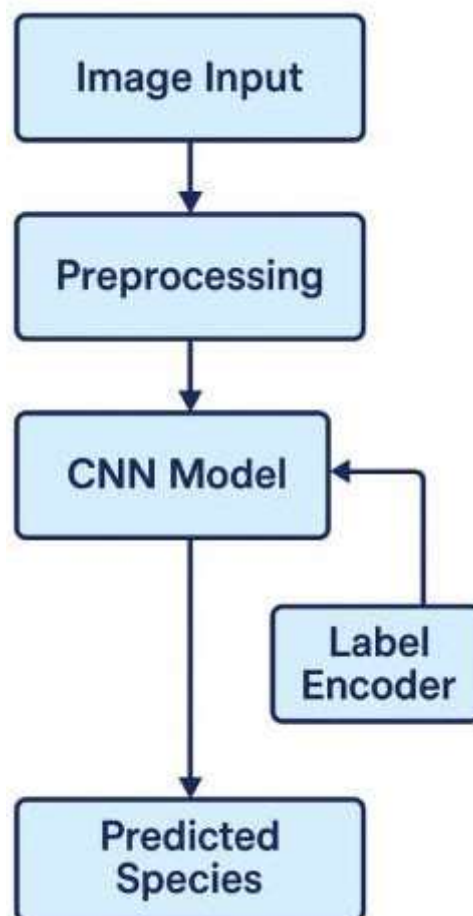 Image Input
Preprocessing
CNN Model
Label
Encoder
Predicted
Species